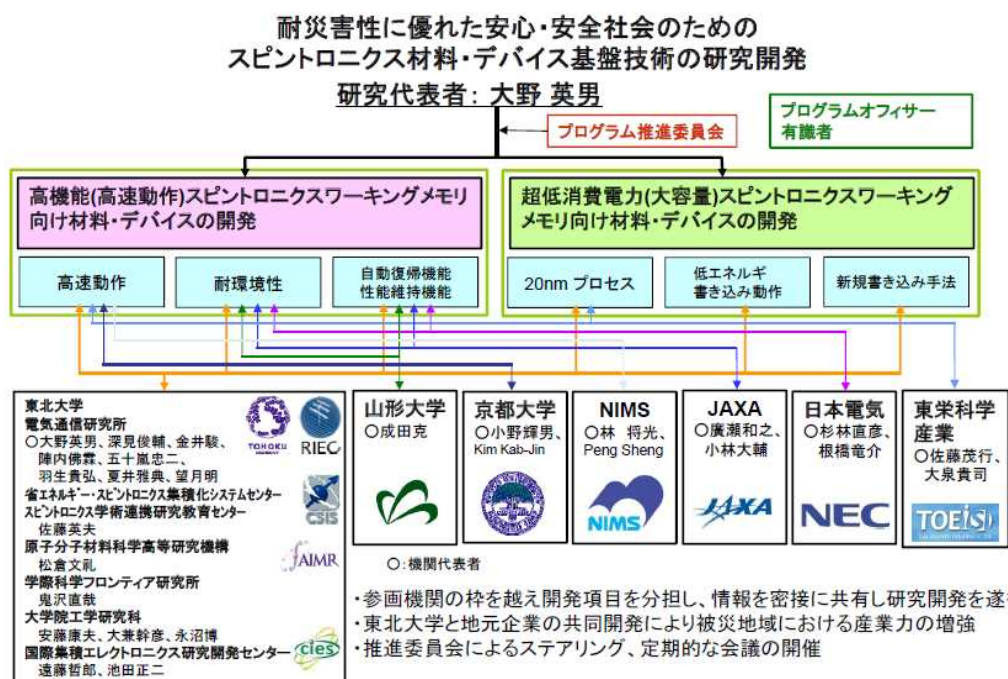 耐災害性に優れた安心・安全社会のための
スピントロニクス材料・デバイス基盤技術の研究開発
研究代表者: 大野 英男
プログラム推進委員会
プログラムオフィサー
有識者
高機能(高速動作)スピントロニクスワーキングメモリ
向け材料・デバイスの開発
高速動作
耐環境性
自動復帰機能
性能維持機能
超低消費電力(大容量)スピントロニクスワーキング
メモリ向け材料・デバイスの開発
20nm プロセス
低エネルギ
書き込み動作
新規書き込み手法
東北大学
電気通信研究所
○大野英男、深見俊輔、金井駿、
陣内佛霖、五十嵐忠二、
羽生貴弘、夏井雅典、望月明
省エネルギー・スピントロニクス集積化システムセンター
スピントロニクス学術連携研究教育センター
佐藤英夫
原子分子材料科学高等研究機構
松倉文礼
学際科学フロンティア研究所
鬼沢直哉
大学院工学研究科
安藤康夫、大兼幹彦、永沼博
国際集積エレクトロニクス研究開発センター
遠藤哲郎、池田正二
TOHOKU
RIEC
CSIS
AIMR
cies
山形大学
○成田克
京都大学
○小野輝男、
Kim Kab-Jin
NIMS
○林 将光、
Peng Sheng
NIMS
JAXA
○廣瀬和之、
小林大輔
JAXA
日本電気
○杉林直彦、
根橋竜介
NEC
東栄科学
産業
○佐藤茂行、
大泉貴司
TOEiS
○:機関代表者
・参画機関の枠を越え開発項目を分担し、情報を密接に共有し研究開発を遂
・東北大学と地元企業の共同開発により被災地域における産業力の増強
・推進委員会によるステアリング、定期的な会議の開催